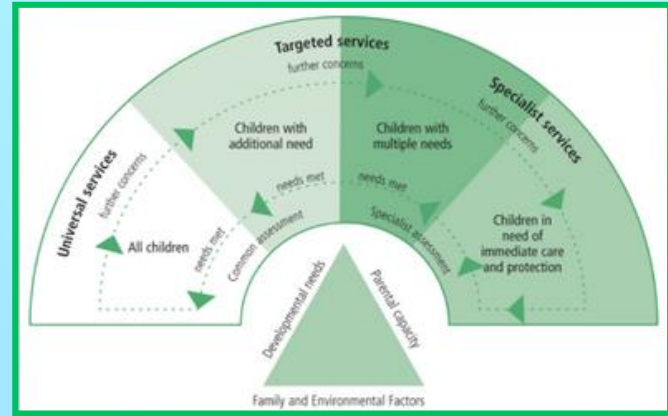 Targeted services
further concerns
Specialist services
further concerns
Universal services
further concerns
Children with
additional need
Children with
multiple needs
needs met
needs met
All children
needs met
Common assessment
Specialist assessment
Children in
need of
immediate care
and protection
Developmental needs
Parental capacity
Family and Environmental Factors